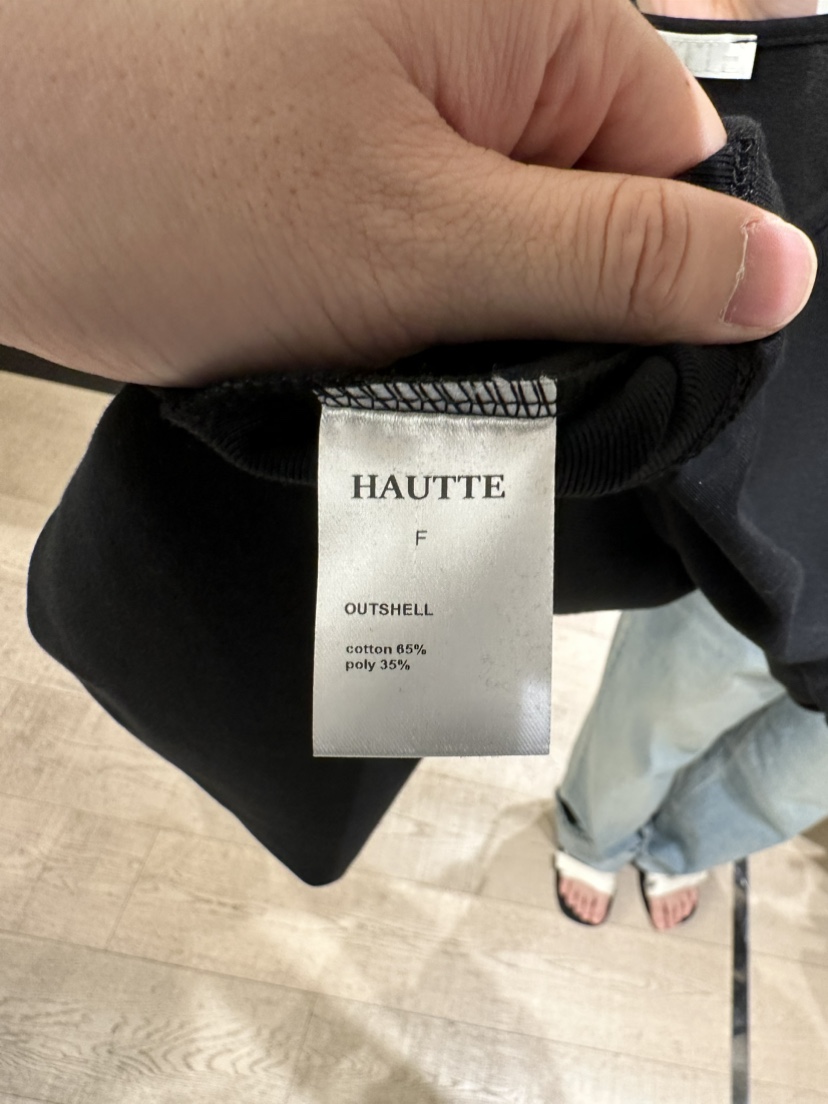 HAUTTE
F
OUTSHELL
cotton 65%
poly 35%